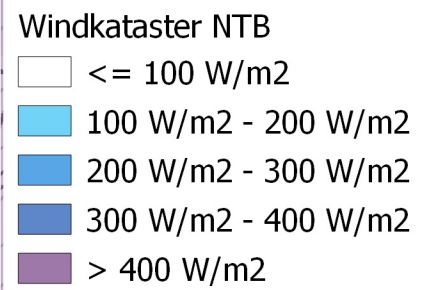 Windkataster NTB
<= 100 W/m2
100 W/m2 - 200 W/m2
200 W/m2 - 300 W/m2
300 W/m2 - 400 W/m2
> 400 W/m2